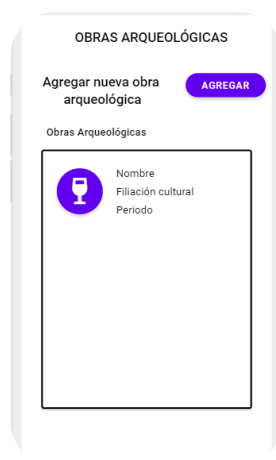 OBRAS ARQUEOLÓGICAS
Agregar nueva obra
arqueológica
AGREGAR
Obras Arqueológicas
Nombre
Filiación cultural
Periodo